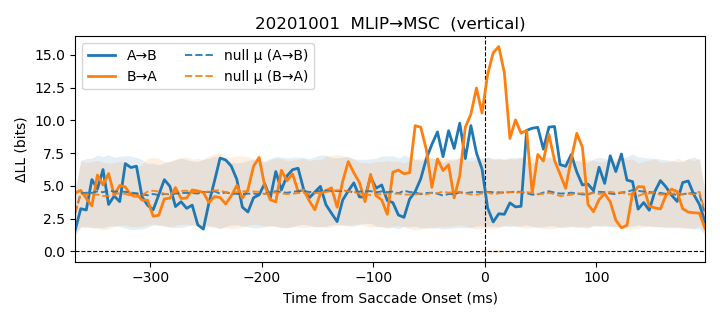 20201001  MLIP→MSC  (vertical)
A→B
B→A
null μ (A→B)
null μ (B→A)
ΔLL (bits)
15.0
12.5
10.0
7.5
5.0
2.5
0.0
−300
−200
−100
0
100
Time from Saccade Onset (ms)